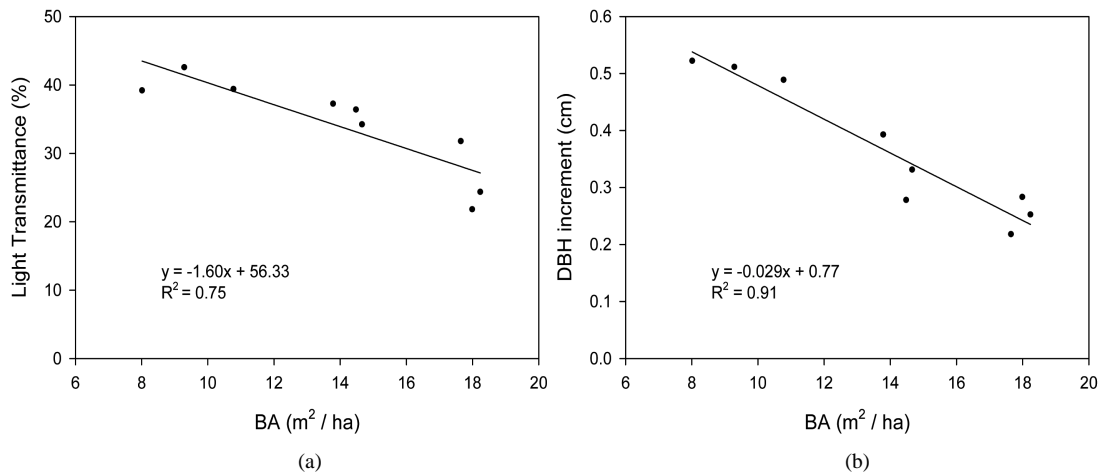 50
40
30
20
10
0
Light Transmittance (%)
y = -1.60x + 56.33
R² = 0.75
6 8 10 12 14 16 18 20
BA (m² / ha)
(a)
0.6
0.5
0.4
0.3
0.2
0.1
0.0
DBH increment (cm)
y = -0.029x + 0.77
R² = 0.91
6 8 10 12 14 16 18 20
BA (m² / ha)
(b)